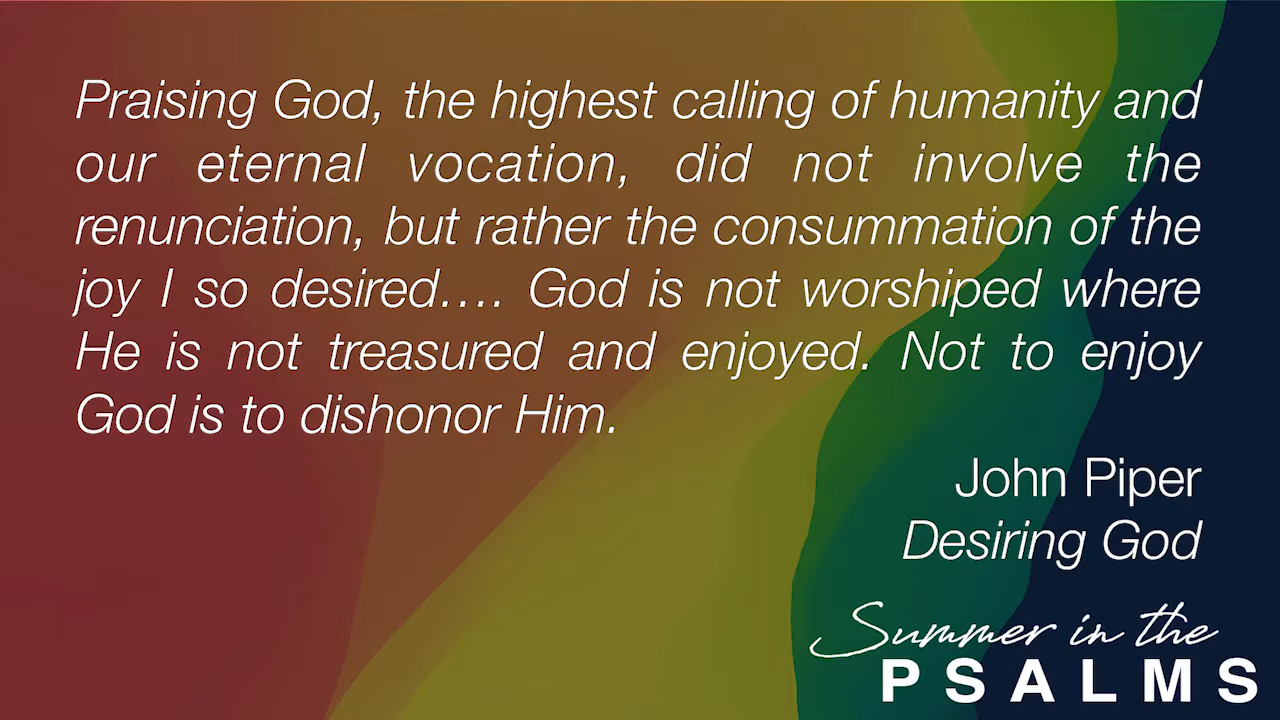 Praising God, the highest calling of humanity and
our eternal vocation, did not involve the
renunciation, but rather the consummation of the
joy I so desired.... God is not worshiped where
He is not treasured and enjoyed. Not to enjoy
God is to dishonor Him.
John Piper
Desiring God
Summer in the
PSALMS